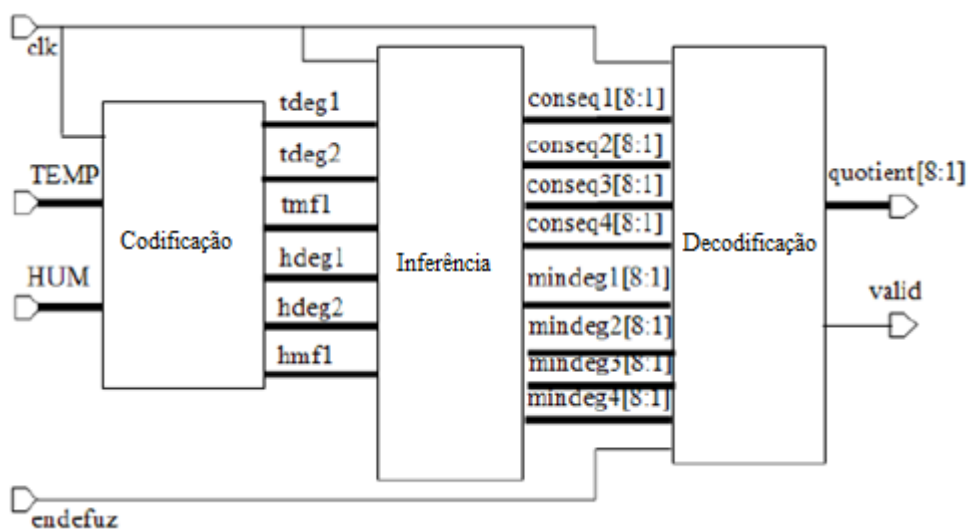 clk
TEMP
HUM
Codificação
tdeg1
tdeg2
tmf1
hdeg1
hdeg2
hmf1
Inferência
conseq1[8:1]
conseq2[8:1]
conseq3[8:1]
conseq4[8:1]
mindeg1[8:1]
mindeg2[8:1]
mindeg3[8:1]
mindeg4[8:1]
Decodificação
quotient[8:1]
valid
endefuz